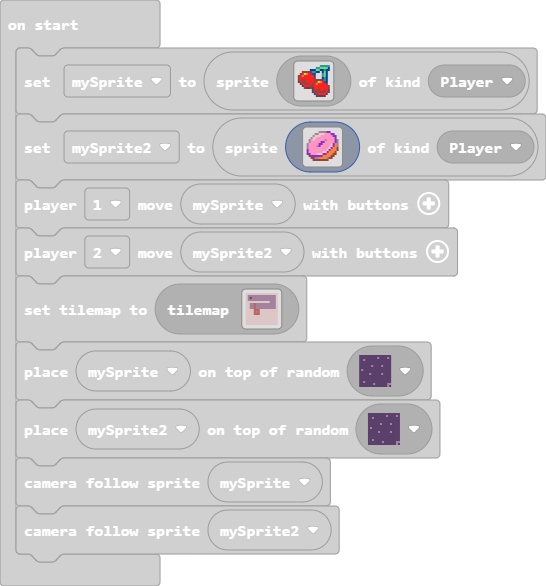 on start
set mySprite to sprite of kind Player
set mySprite2 to sprite of kind Player
player 1 move mySprite with buttons
player 2 move mySprite2 with buttons
set tilemap to tilemap
place mySprite on top of random
place mySprite2 on top of random
camera follow sprite mySprite
camera follow sprite mySprite2